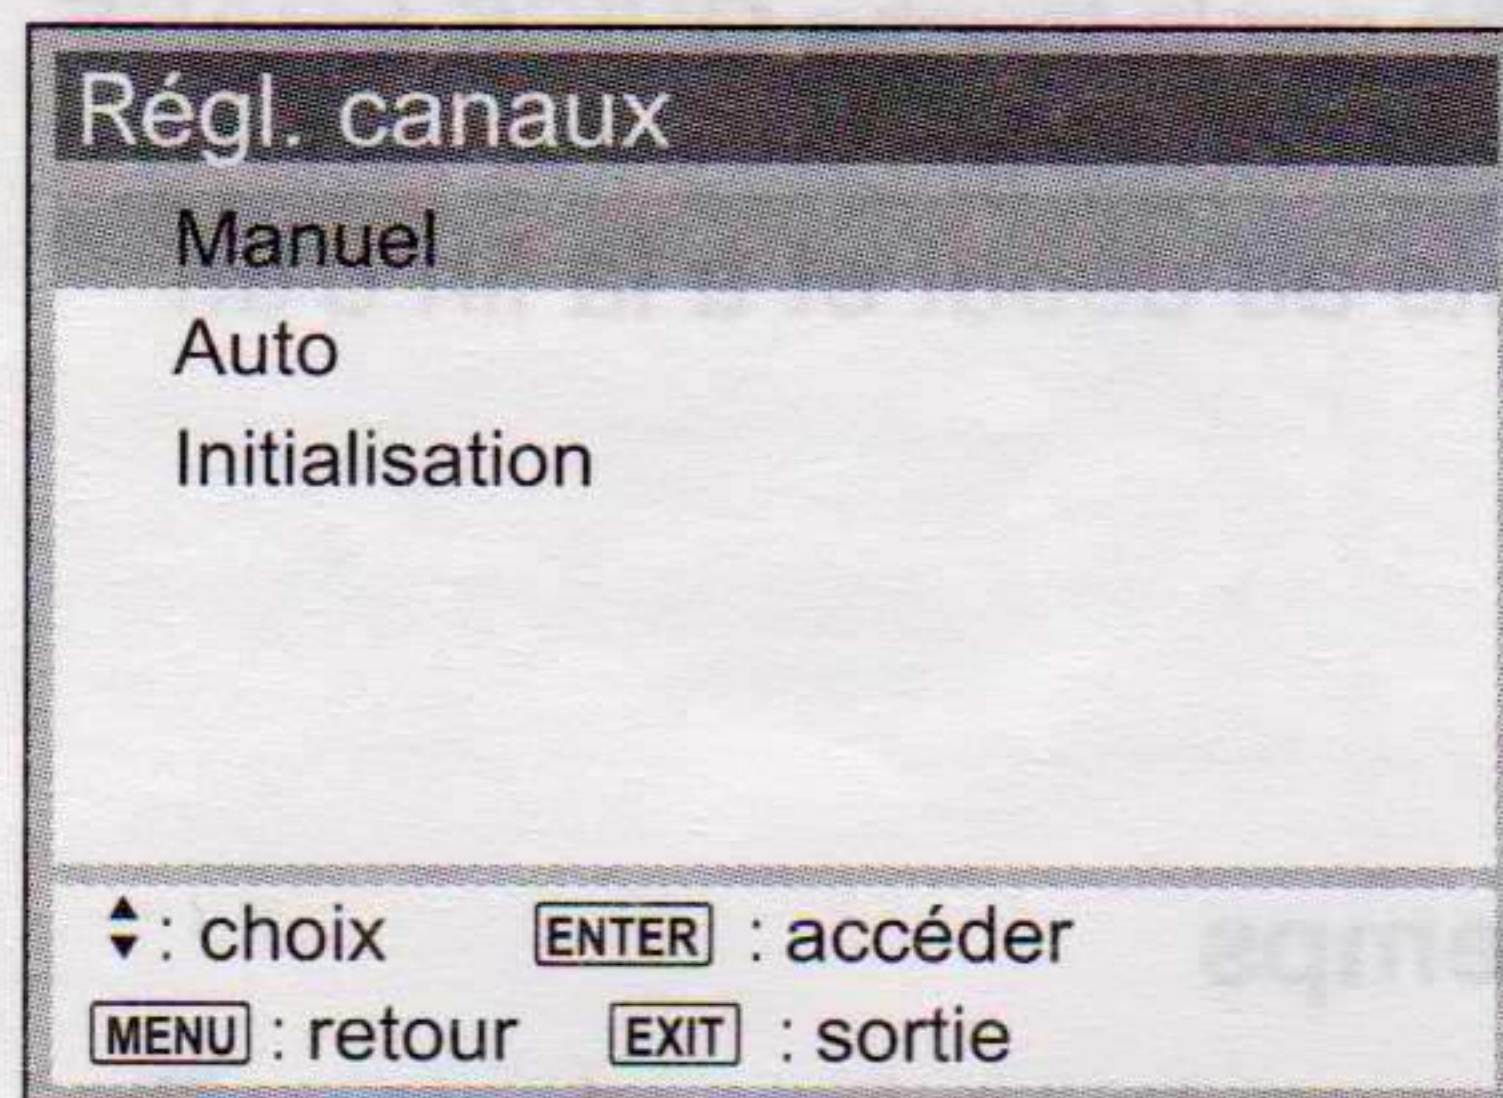 Régl. canaux
Manuel
Auto
Initialisation
: choix ENTER : accéder
MENU : retour EXIT : sortie